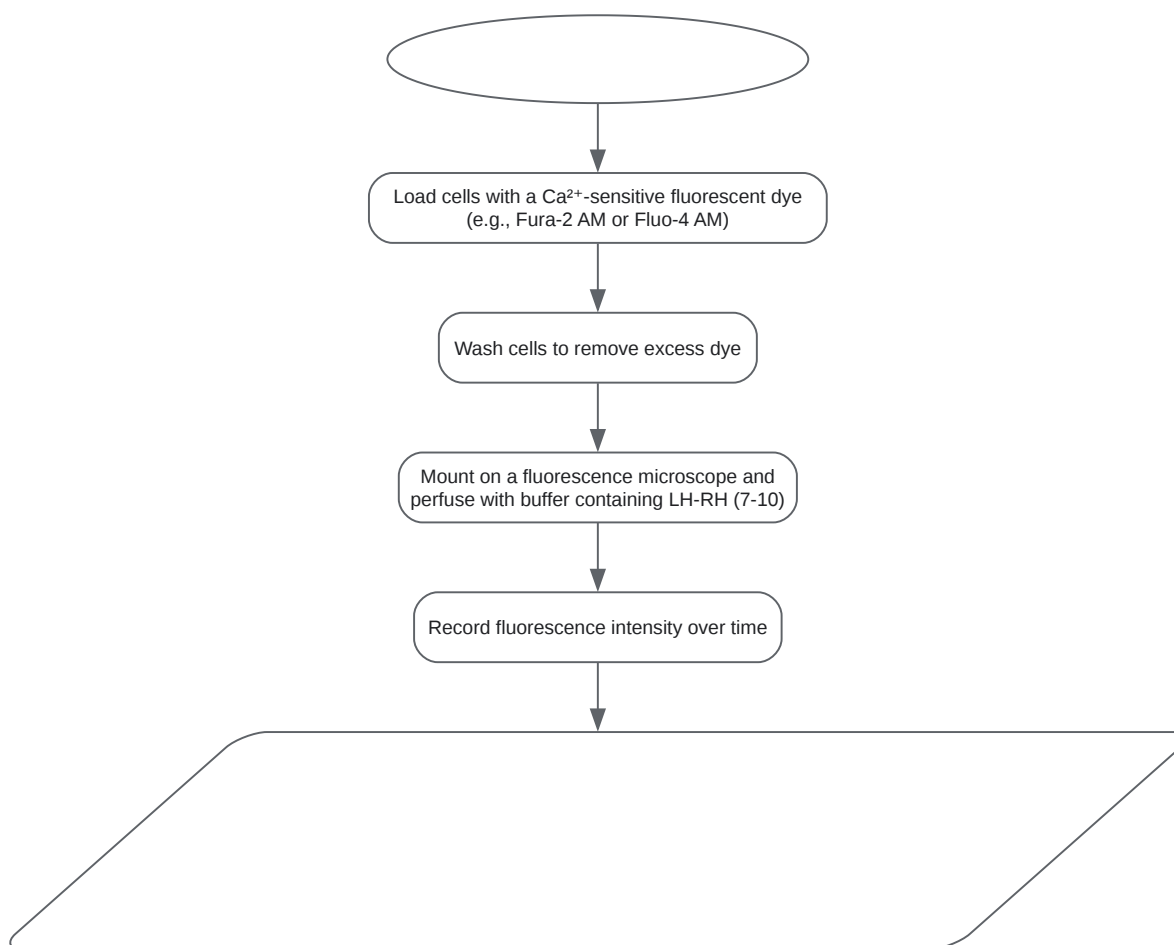 Load cells with a Ca²⁺-sensitive fluorescent dye
(e.g., Fura-2 AM or Fluo-4 AM)
Wash cells to remove excess dye
Mount on a fluorescence microscope and
perfuse with buffer containing LH-RH (7-10)
Record fluorescence intensity over time